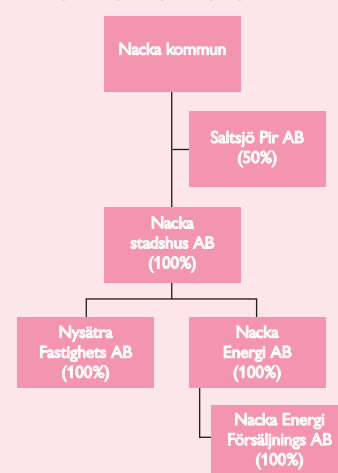 Nacka kommun
Saltsjö Pir AB
(50%)
Nacka
stadshus AB
(100%)
Nysätra
Fastighets AB
(100%)
Nacka
Energi AB
(100%)
Nacka Energi
Försäljnings AB
(100%)